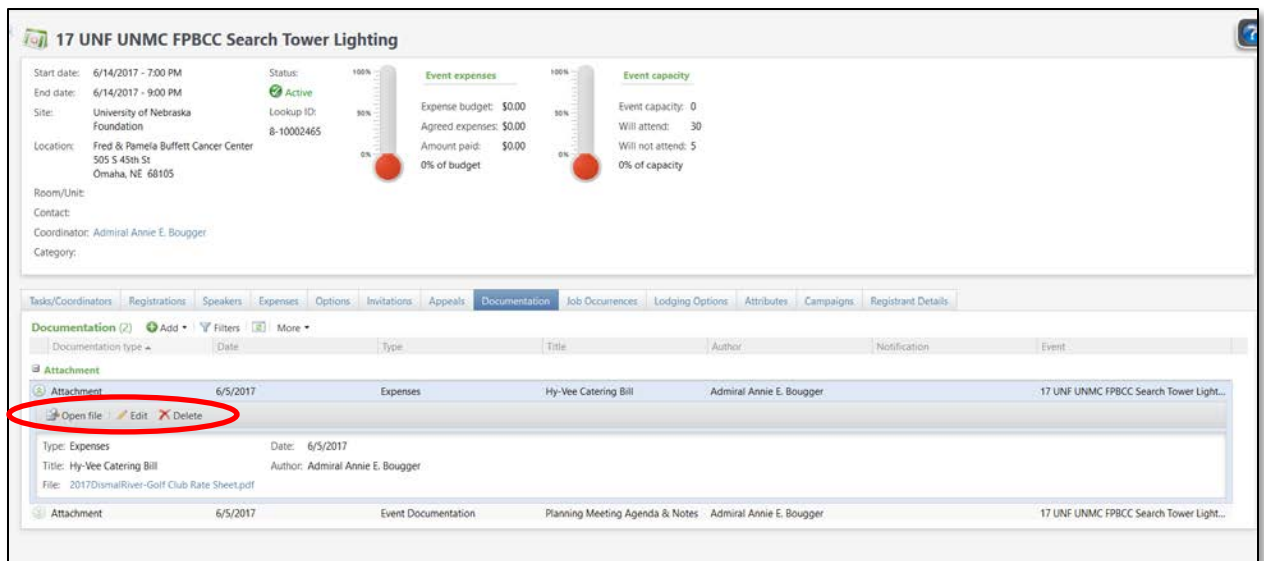 17 UNF UNMC FPBCC Search Tower Lighting
?
Start date: 6/14/2017 - 7:00 PM Status: 100% Event expenses 100% Event capacity
End date: 6/14/2017 - 9:00 PM Active
Site: University of Nebraska Foundation Lookup ID: 50% Expense budget: $0.00 50% Event capacity: 0
8-10002465 Agreed expenses: $0.00 Will attend: 30
Location: Fred & Pamela Buffett Cancer Center 0% Amount paid: $0.00 0% Will not attend: 5
505 S 45th St 0% of budget 0% of capacity
Omaha, NE 68105
Room/Unit:
Contact:
Coordinator: Admiral Annie E. Bougger
Category:
Tasks/Coordinators Registrations Speakers Expenses Options Invitations Appeals Documentation Job Occurrences Lodging Options Attributes Campaigns Registrant Details
Documentation (2) Add Filters More
Documentation type Date Type Title Author Notification Event
Attachment
Attachment 6/5/2017 Expenses Hy-Vee Catering Bill Admiral Annie E. Bougger 17 UNF UNMC FPBCC Search Tower Light...
Open file Edit Delete
Type: Expenses Date: 6/5/2017
Title: Hy-Vee Catering Bill Author: Admiral Annie E. Bougger
File: 2017DismalRiver-Golf Club Rate Sheet.pdf
Attachment 6/5/2017 Event Documentation Planning Meeting Agenda & Notes Admiral Annie E. Bougger 17 UNF UNMC FPBCC Search Tower Light...